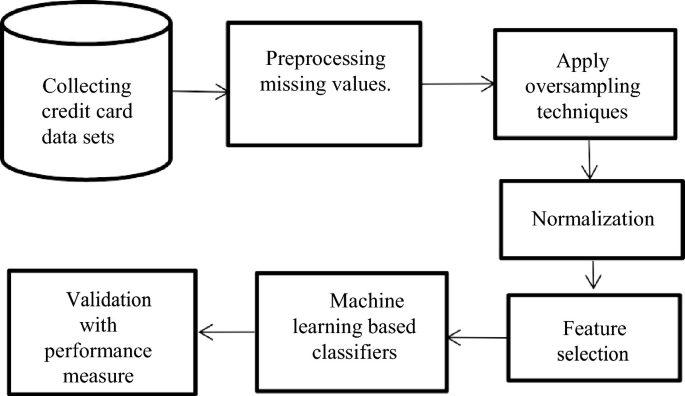 Collecting
credit card
data sets
Preprocessing
missing values.
Apply
oversampling
techniques
Normalization
Feature
selection
Machine
learning based
classifiers
Validation
with
performance
measure